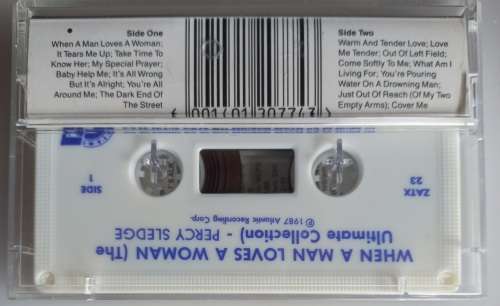 Side One
When A Man Loves A Woman;
It Tears Me Up; Take Time To
Know Her; My Special Prayer;
Baby Help Me; It's All Wrong
But It's Alright; You're All
Around Me; The Dark End Of
The Street
Side Two
Warm And Tender Love; Love
Me Tender; Out Of Left Field;
Come Softly To Me; What Am I
Living For; You're Pouring
Water On A Drowning Man;
Just Out Of Reach (Of My Two
Empty Arms); Cover Me
WHEN A MAN LOVES A WOMAN (The
Ultimate Collection) - PERCY SLEDGE
℗ 1987 Atlantic Recording Corp.
SIDE
1
ZATX
23